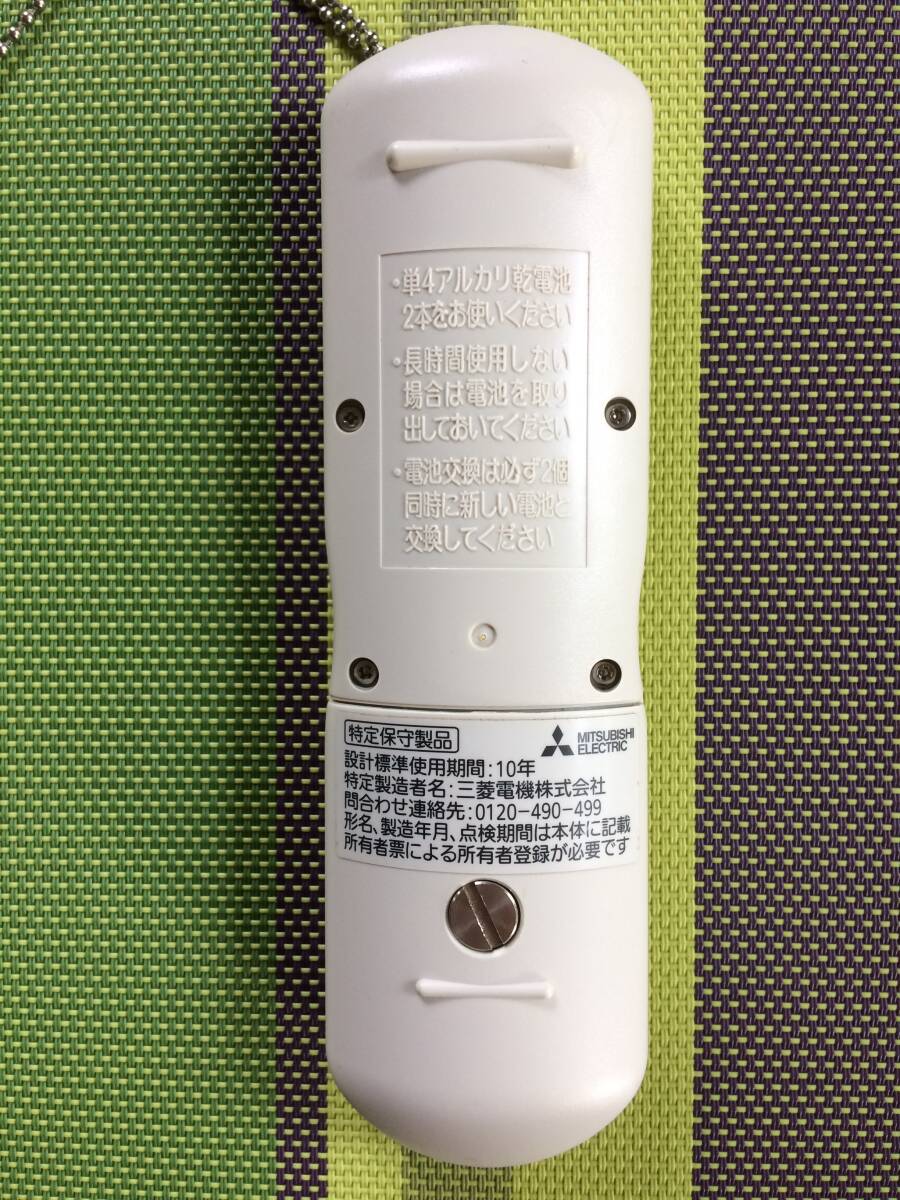 ・単4アルカリ乾電池
2本をお使いください
・長時間使用しない
場合は電池を取り
出しておいてください
・電池交換は必ず2個
同時に新しい電池と
交換してください
特定保守製品
MITSUBISHI
ELECTRIC
設計標準使用期間:10年
特定製造者名:三菱電機株式会社
問合わせ連絡先:0120-490-499
形名、製造年月、点検期間は本体に記載
所有者票による所有者登録が必要です